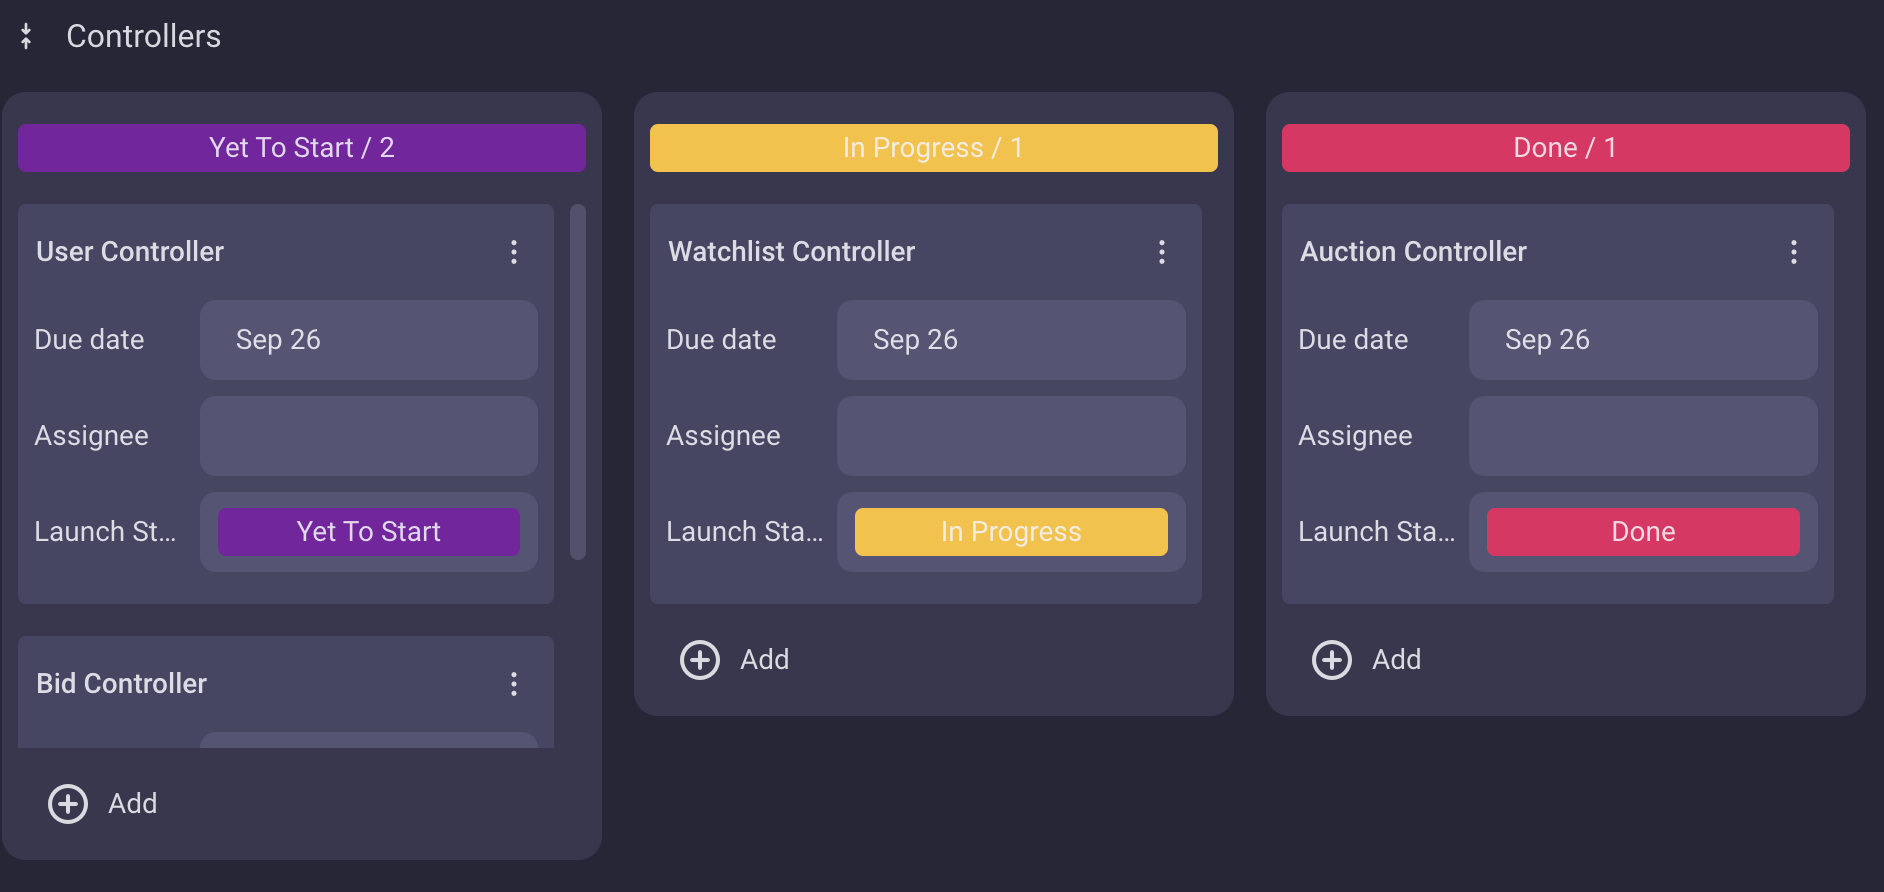 Controllers
Yet To Start / 2
User Controller
Due date
Sep 26
Assignee
Launch St...
Yet To Start
Bid Controller
Add
In Progress / 1
Watchlist Controller
Due date
Sep 26
Assignee
Launch Sta...
In Progress
Add
Done / 1
Auction Controller
Due date
Sep 26
Assignee
Launch Sta...
Done
Add